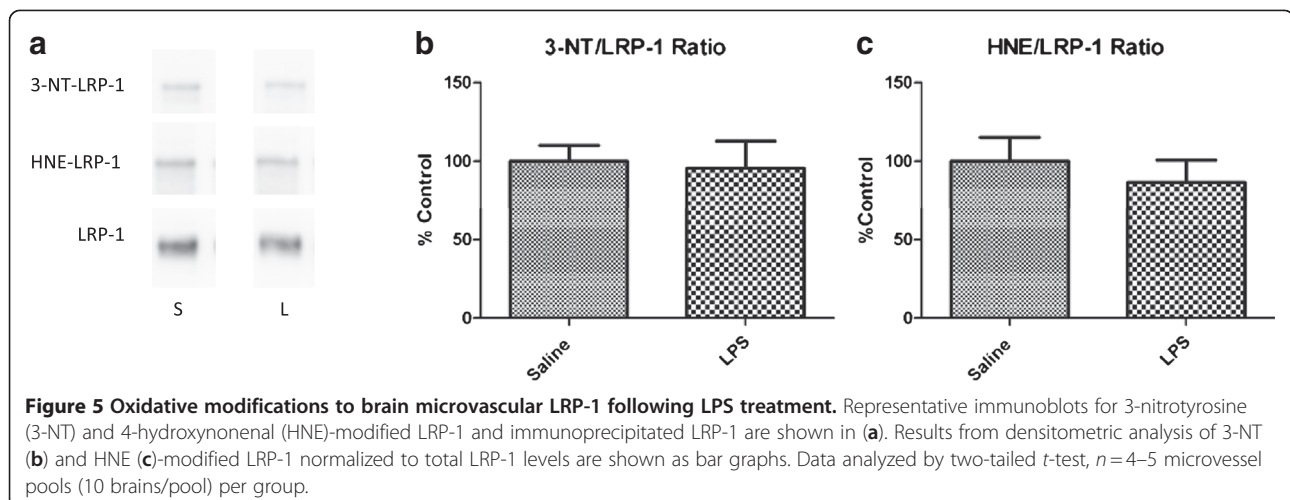 a
3-NT-LRP-1
HNE-LRP-1
LRP-1
S L
b
3-NT/LRP-1 Ratio
% Control
150
100
50
0
Saline LPS
c
HNE/LRP-1 Ratio
%Control
150
100
50
0
Saline LPS
Figure 5 Oxidative modifications to brain microvascular LRP-1 following LPS treatment. Representative immunoblots for 3-nitrotyrosine
(3-NT) and 4-hydroxynonenal (HNE)-modified LRP-1 and immunoprecipitated LRP-1 are shown in (a). Results from densitometric analysis of 3-NT
(b) and HNE (c)-modified LRP-1 normalized to total LRP-1 levels are shown as bar graphs. Data analyzed by two-tailed t-test, n = 4–5 microvessel
pools (10 brains/pool) per group.